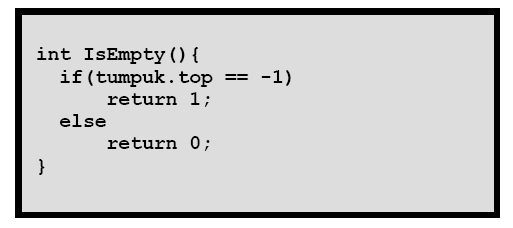 int IsEmpty(){
  if(tumpuk.top == -1)
      return 1;
  else
      return 0;
}